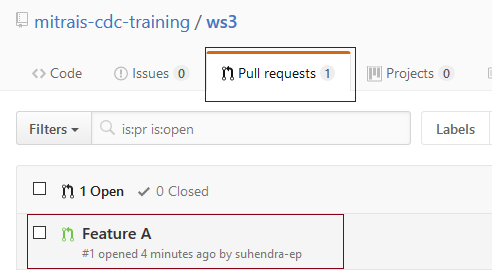 mitrais-cdc-training / ws3
Code Issues 0 Pull requests 1 Projects 0
Filters is:pr is:open Labels
1 Open 0 Closed
Feature A
#1 opened 4 minutes ago by suhendra-ep